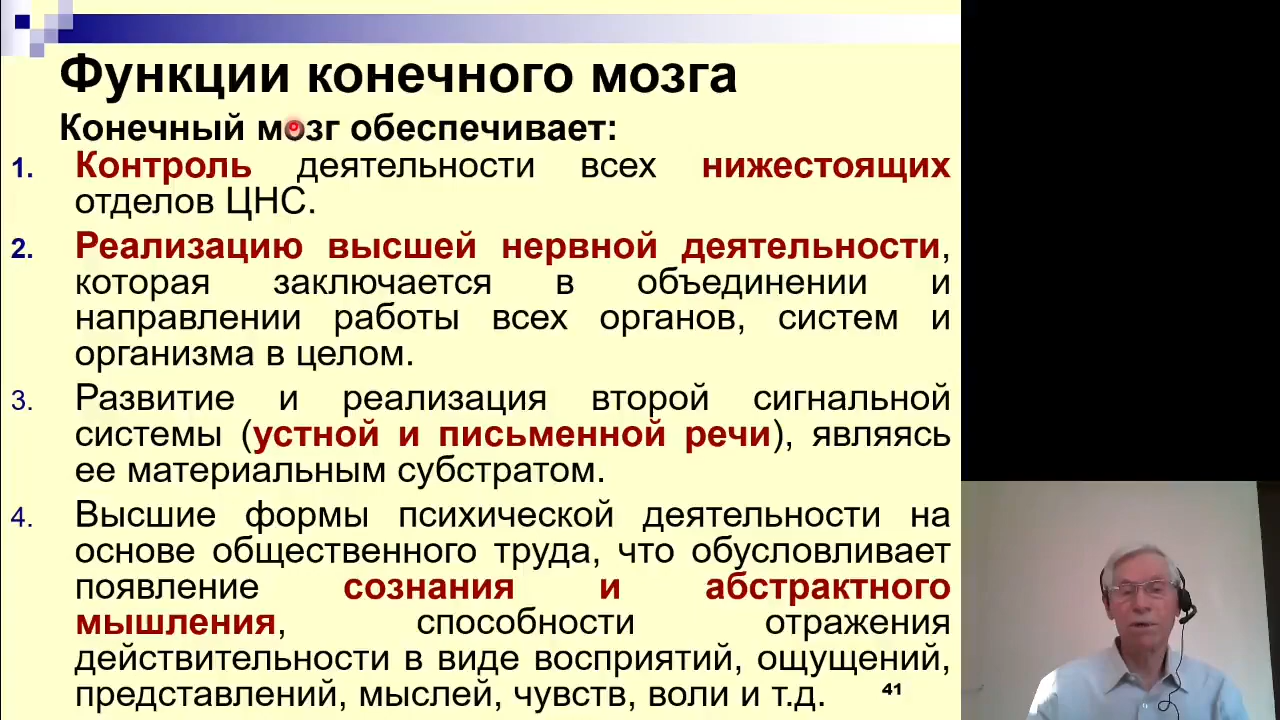 Функции конечного мозга
Конечный мозг обеспечивает:
1. Контроль деятельности всех нижестоящих
отделов ЦНС.
2. Реализацию высшей нервной деятельности,
которая заключается в объединении и
направлении работы всех органов, систем и
организма в целом.
3. Развитие и реализация второй сигнальной
системы (устной и письменной речи), являясь
ее материальным субстратом.
4. Высшие формы психической деятельности на
основе общественного труда, что обусловливает
появление сознания и абстрактного
мышления, способности отражения
действительности в виде восприятий, ощущений,
представлений, мыслей, чувств, воли и т.д.
41